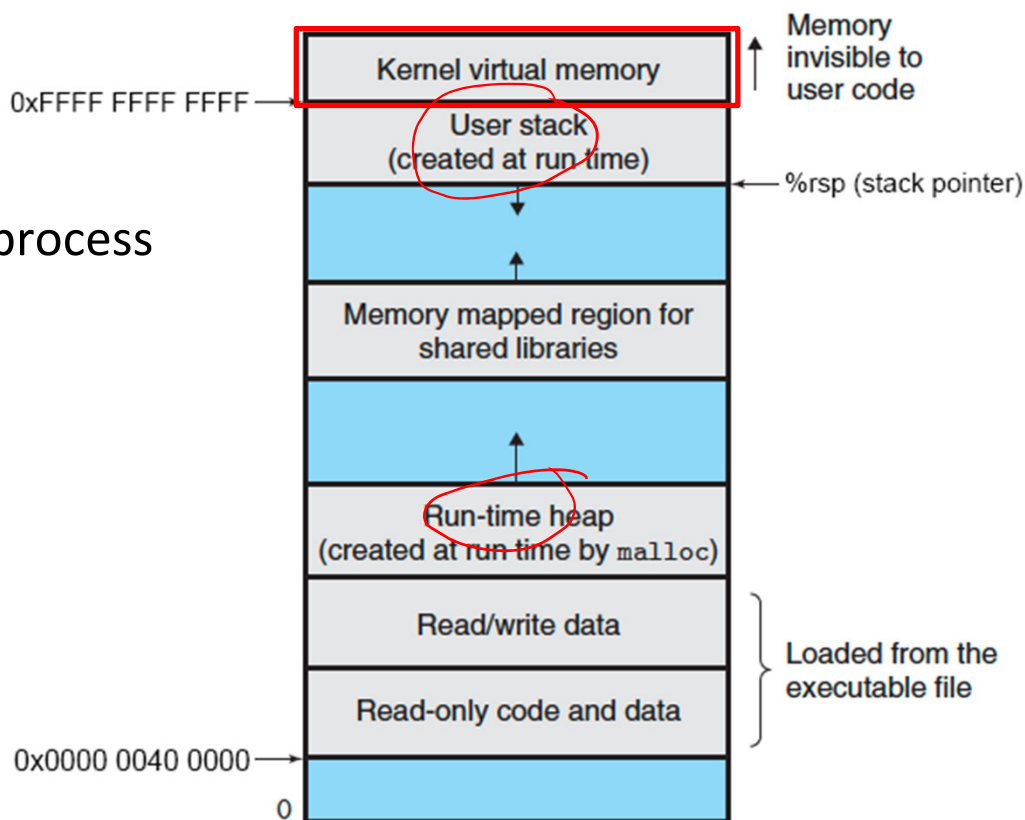 Memory
invisible to
user code
Kernel virtual memory
0xFFFF FFFF FFFF
User stack
(created at run time)
%rsp (stack pointer)
process
Memory mapped region for
shared libraries
Run-time heap
(created at run time by malloc)
Read/write data
Loaded from the
executable file
Read-only code and data
0x0000 0040 0000
0